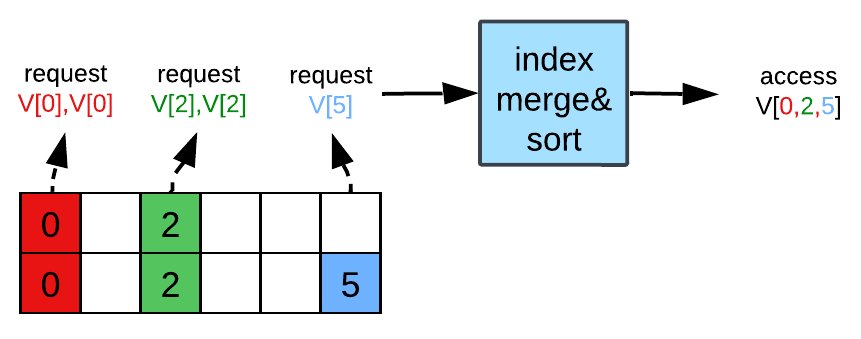 request
V[0],V[0]
request
V[2],V[2]
request
V[5]
index
merge&
sort
access
V[0,2,5]
0 2
0 2 5